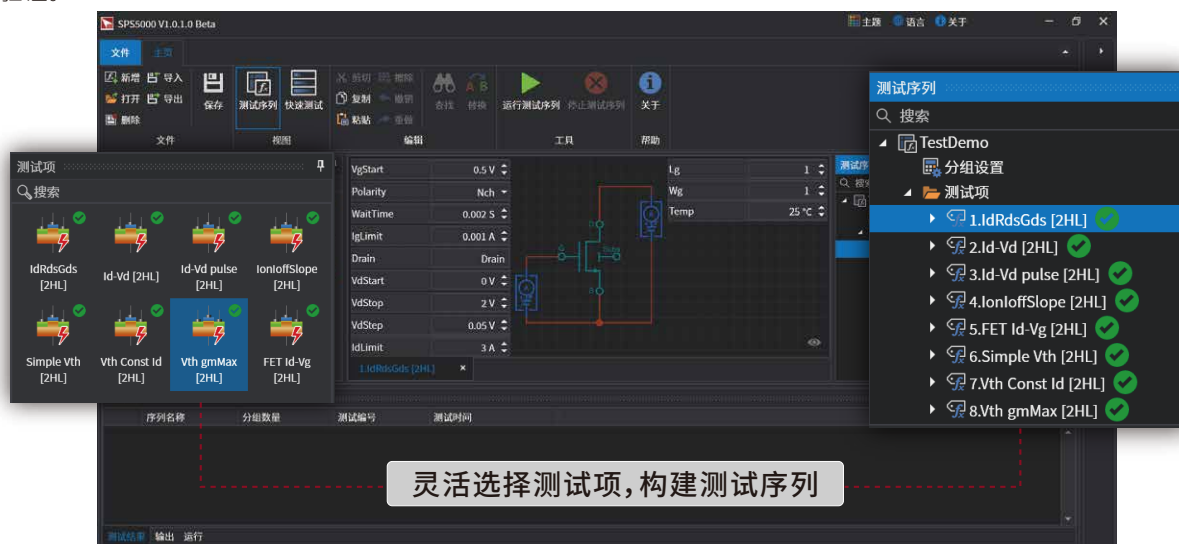 SPS5000 V1.0.1.0 Beta
主题 语言 关于
文件 主页
新增 导入
打开 导出
删除
保存
测试序列 快速测试
剪切 擦除
复制 撤销
粘贴 重做
查找 替换
运行测试序列 停止测试序列
关于
文件 视图 编辑 工具 帮助
测试项
搜索
IdRdsGds [2HL]
Id-Vd [2HL]
Id-Vd pulse [2HL]
IonIoffSlope [2HL]
Simple Vth [2HL]
Vth Const Id [2HL]
Vth gmMax [2HL]
FET Id-Vg [2HL]
VgStart 0.5 V
Polarity Nch
WaitTime 0.002 S
IgLimit 0.001 A
Drain Drain
VdStart 0 V
VdStop 2 V
VdStep 0.05 V
IdLimit 3 A
Lg 1
Wg 1
Temp 25 °C
1.IdRdsGds [2HL]
测试序列
搜索
TestDemo
分组设置
测试项
1.IdRdsGds [2HL]
2.Id-Vd [2HL]
3.Id-Vd pulse [2HL]
4.IonIoffSlope [2HL]
5.FET Id-Vg [2HL]
6.Simple Vth [2HL]
7.Vth Const Id [2HL]
8.Vth gmMax [2HL]
序列名称 分组数量 测试编号 测试时间
灵活选择测试项,构建测试序列
测试结果 输出 运行